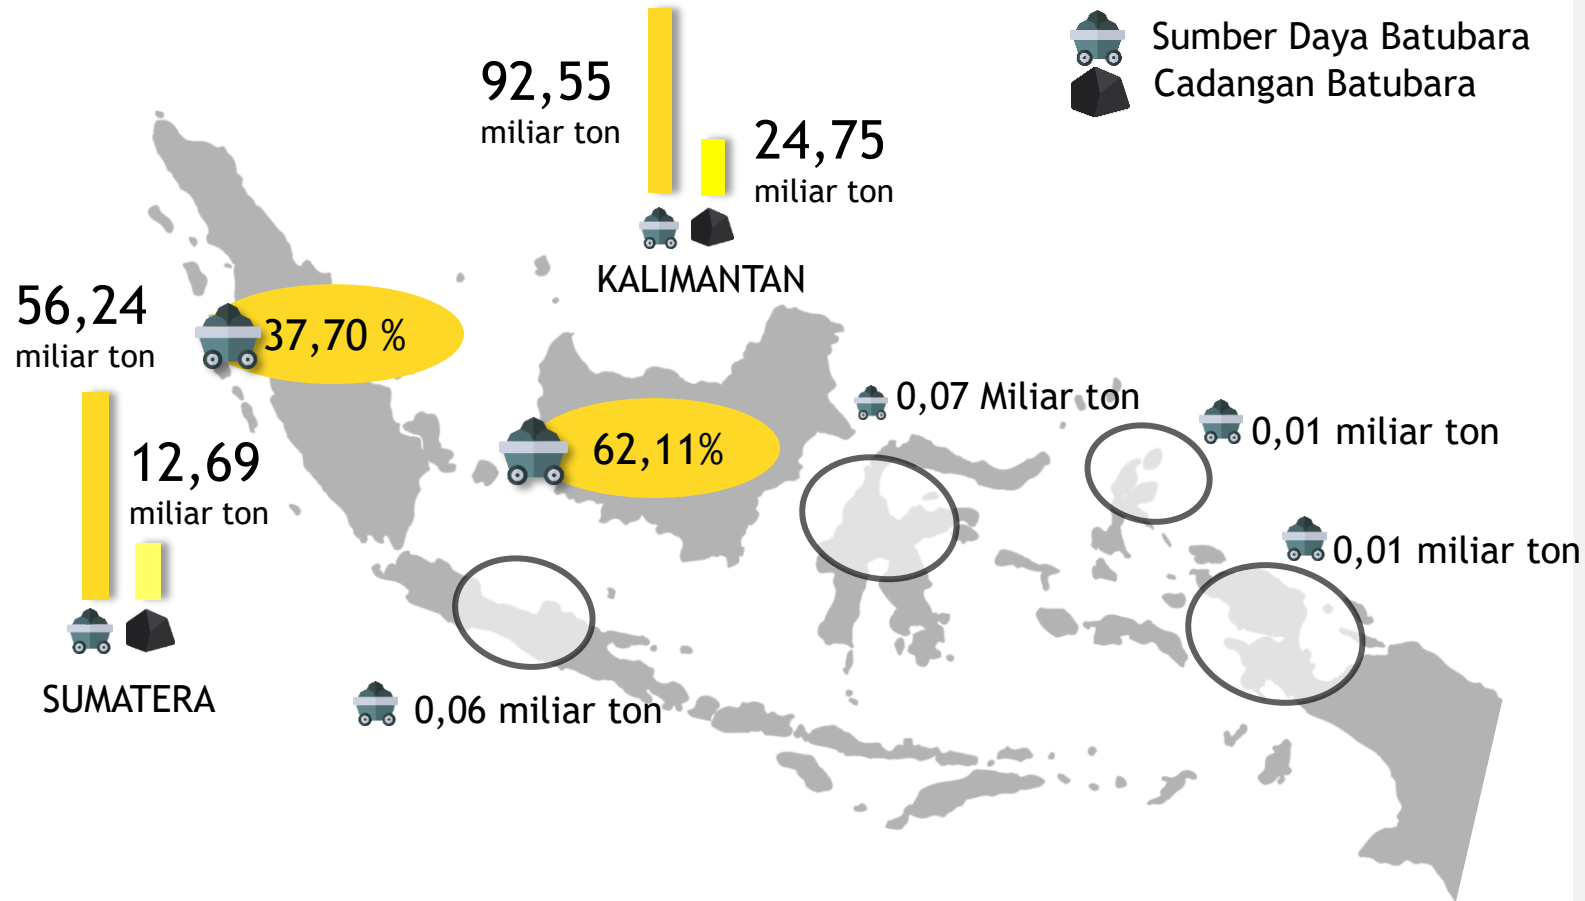 Sumber Daya Batubara
Cadangan Batubara
92,55
miliar ton
24,75
miliar ton
KALIMANTAN
56,24
miliar ton
37,70 %
12,69
miliar ton
SUMATERA
62,11%
0,07 Miliar ton
0,01 miliar ton
0,01 miliar ton
0,06 miliar ton